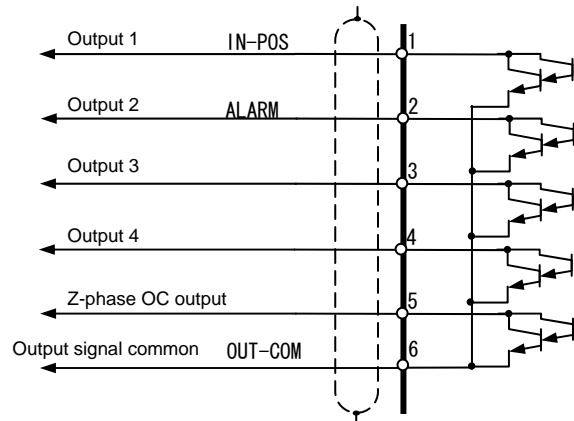 Output 1 IN-POS 1
Output 2 ALARM 2
Output 3 3
Output 4 4
Z-phase OC output 5
Output signal common OUT-COM 6